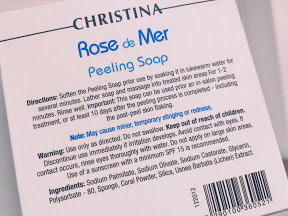 CHRISTINA
Rose de Mer
Peeling Soap
Directions: Soften the Peeling Soap prior use by soaking it in lukewarm water for
several minutes. Lather soap and massage into treated skin areas For 1-2
minutes. Rinse well. Important: This soap can be used prior an in-salon peeling
treatment, or at least 10 days after the peeling process is completed - including
the post-peel skin flaking.
Note: May cause minor, temporary stinging or redness.
Warning: Use only as directed. Do not swallow. Keep out of reach of children.
Discontinue use immediately if irritation develops. Avoid contact with eyes. If
contact occurs, rinse eyes thoroughly with water. Do not apply on large skin areas.
Use of a sunscreen with a minimum SPF 15 is recommended.
Ingredients: Sodium Palmitate, Sodium Olivate, Sodium Castorate, Glycerin,
Polysorbate - 80, Sponge, Coral Powder, Silica, Usnea Barbata (Lichen) Extract.